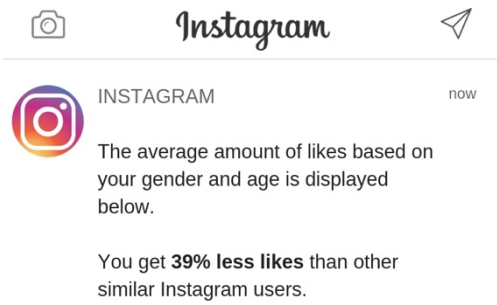 Instagram
INSTAGRAM
now
The average amount of likes based on
your gender and age is displayed
below.
You get 39% less likes than other
similar Instagram users.